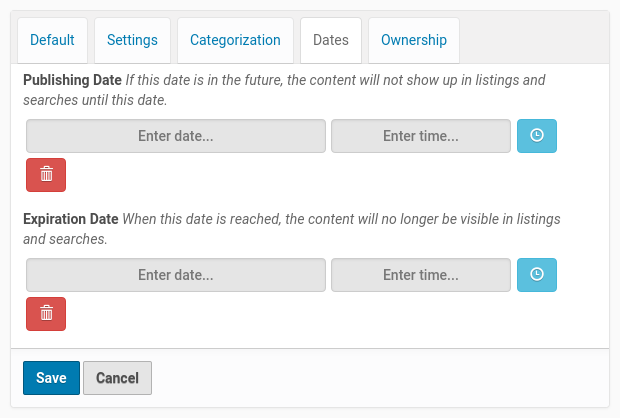 Default Settings Categorization Dates Ownership
Publishing Date If this date is in the future, the content will not show up in listings and
searches until this date.
Enter date... Enter time...
Expiration Date When this date is reached, the content will no longer be visible in listings
and searches.
Enter date... Enter time...
Save Cancel